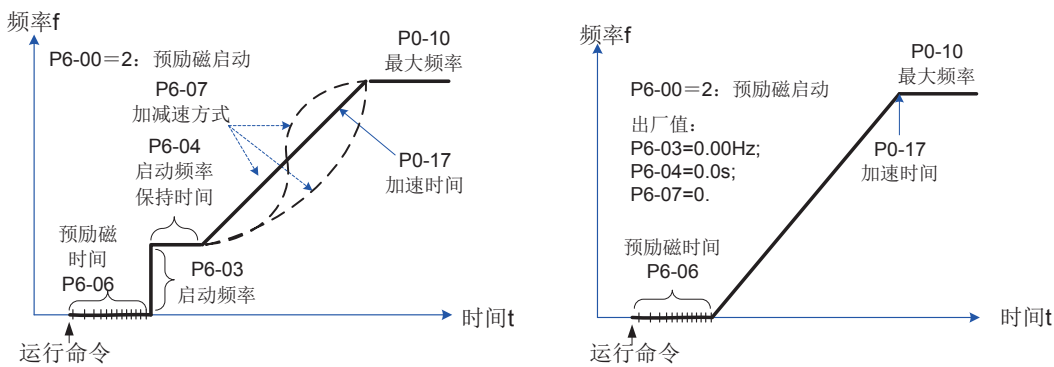 频率f
P6-00＝2：预励磁启动
P0-10
最大频率
P6-07
加减速方式
P6-04
启动频率
保持时间
P0-17
加速时间
预励磁
时间
P6-06
P6-03
启动频率
时间t
运行命令
频率f
P0-10
最大频率
P6-00＝2：预励磁启动
出厂值：
P6-03=0.00Hz;
P6-04=0.0s;
P6-07=0.
P0-17
加速时间
预励磁时间
P6-06
时间t
运行命令